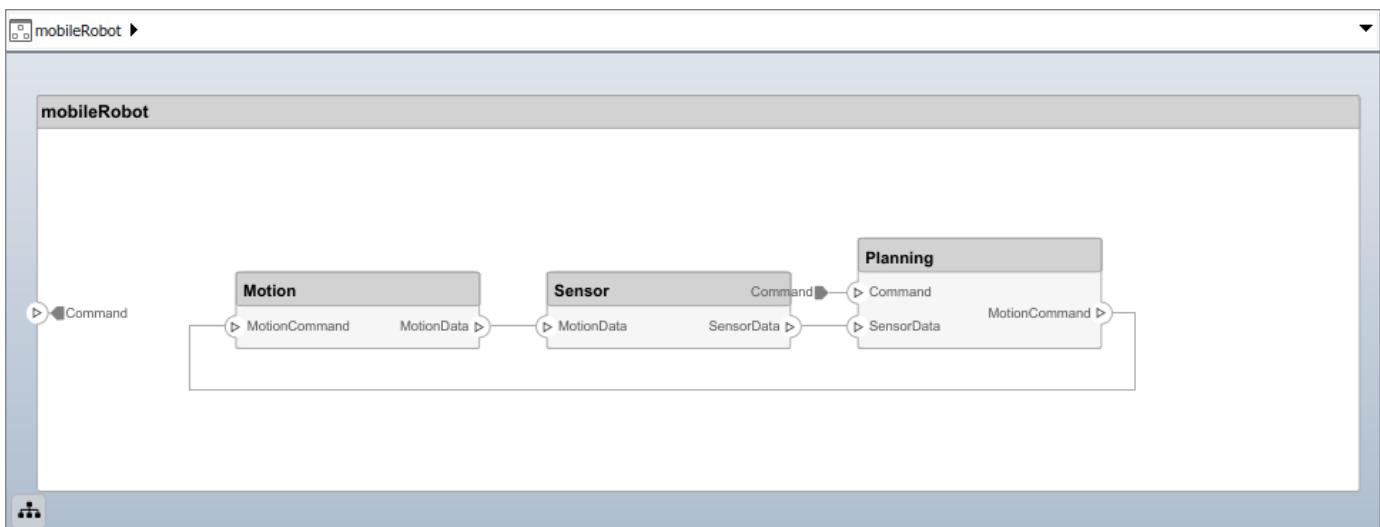 mobileRobot
mobileRobot
Planning
Motion
Sensor
Command
Command
Command
MotionCommand
MotionCommand
MotionData
MotionData
SensorData
SensorData